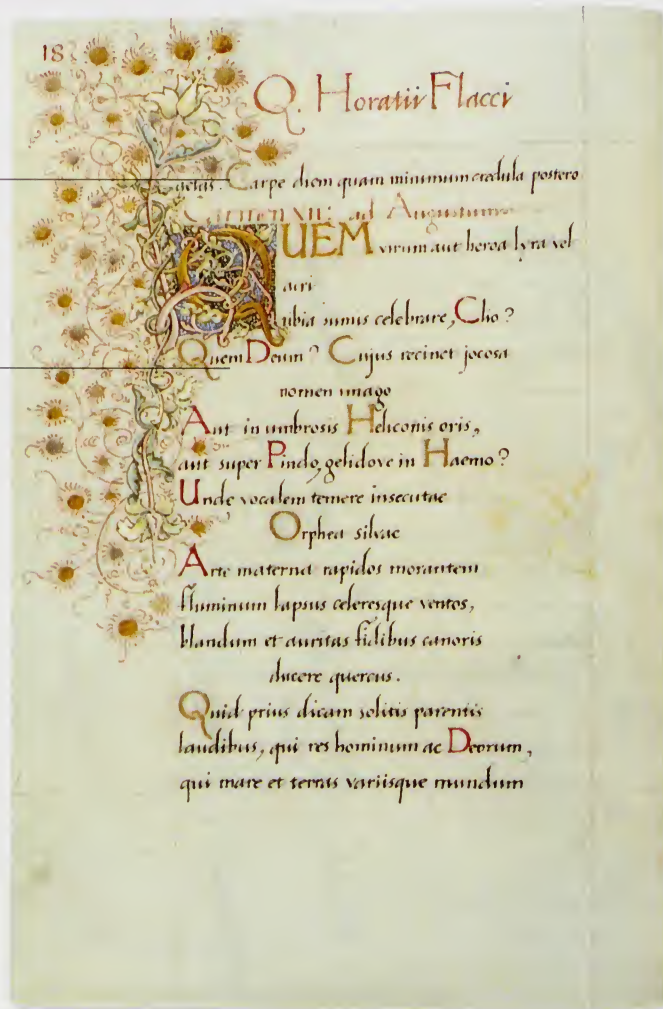 18
Q. Horatii Flacci
aetas. Carpe diem quam minimum credula postero
Carmen XII. ad Augustum
QUEM virum aut heroa lyra vel
acri
tibia sumis celebrare, Clio?
Quem Deum? Cujus recinet jocosa
nomen imago
Aut in umbrosis Heliconis oris,
aut super Pindo, gelidove in Haemo?
Unde vocalem temere insecutae
Orphea silvae
Arte materna rapidos morantem
fluminum lapsus celeresque ventos,
blandum et auritas fidibus canoris
ducere quercus.
Quid prius dicam solitis parentis
laudibus, qui res hominum ac Deorum,
qui mare et terras variisque mundum